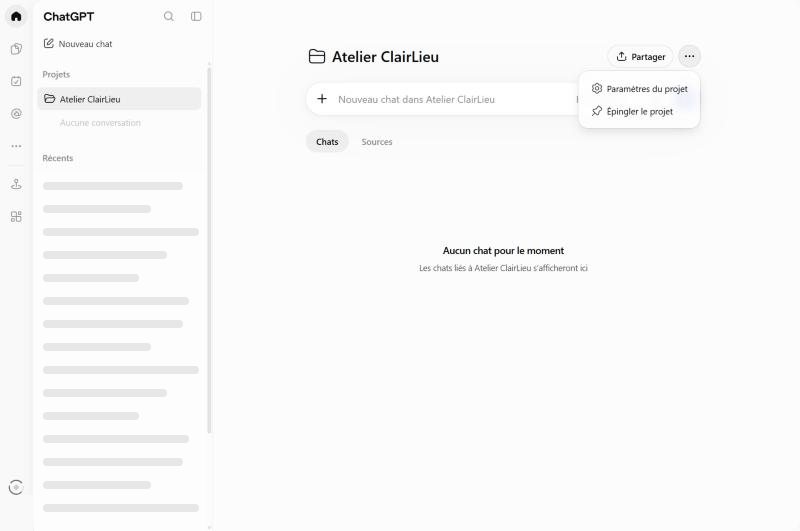 ChatGPT
Nouveau chat
Projets
Atelier ClairLieu
Aucune conversation
Récents
Atelier ClairLieu
Partager
Paramètres du projet
Épingler le projet
Nouveau chat dans Atelier ClairLieu
Chats
Sources
Aucun chat pour le moment
Les chats liés à Atelier ClairLieu s'afficheront ici